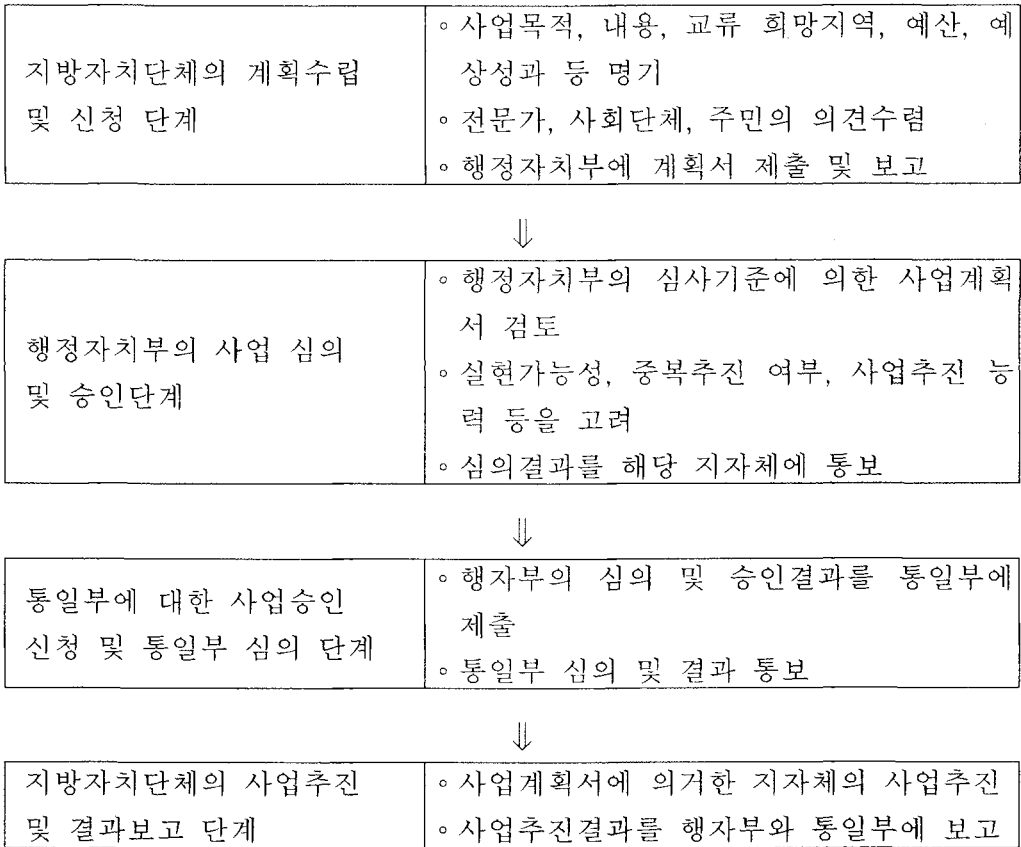 지방자치단체의 계획수립
및 신청 단계
◦사업목적, 내용, 교류 희망지역, 예산, 예
상성과 등 명기
◦전문가, 사회단체, 주민의 의견수렴
◦행정자치부에 계획서 제출 및 보고
⇓
행정자치부의 사업 심의
및 승인단계
◦행정자치부의 심사기준에 의한 사업계획
서 검토
◦실현가능성, 중복추진 여부, 사업추진 능
력 등을 고려
◦심의결과를 해당 지자체에 통보
⇓
통일부에 대한 사업승인
신청 및 통일부 심의 단계
◦행자부의 심의 및 승인결과를 통일부에
제출
◦통일부 심의 및 결과 통보
⇓
지방자치단체의 사업추진
및 결과보고 단계
◦사업계획서에 의거한 지자체의 사업추진
◦사업추진결과를 행자부와 통일부에 보고